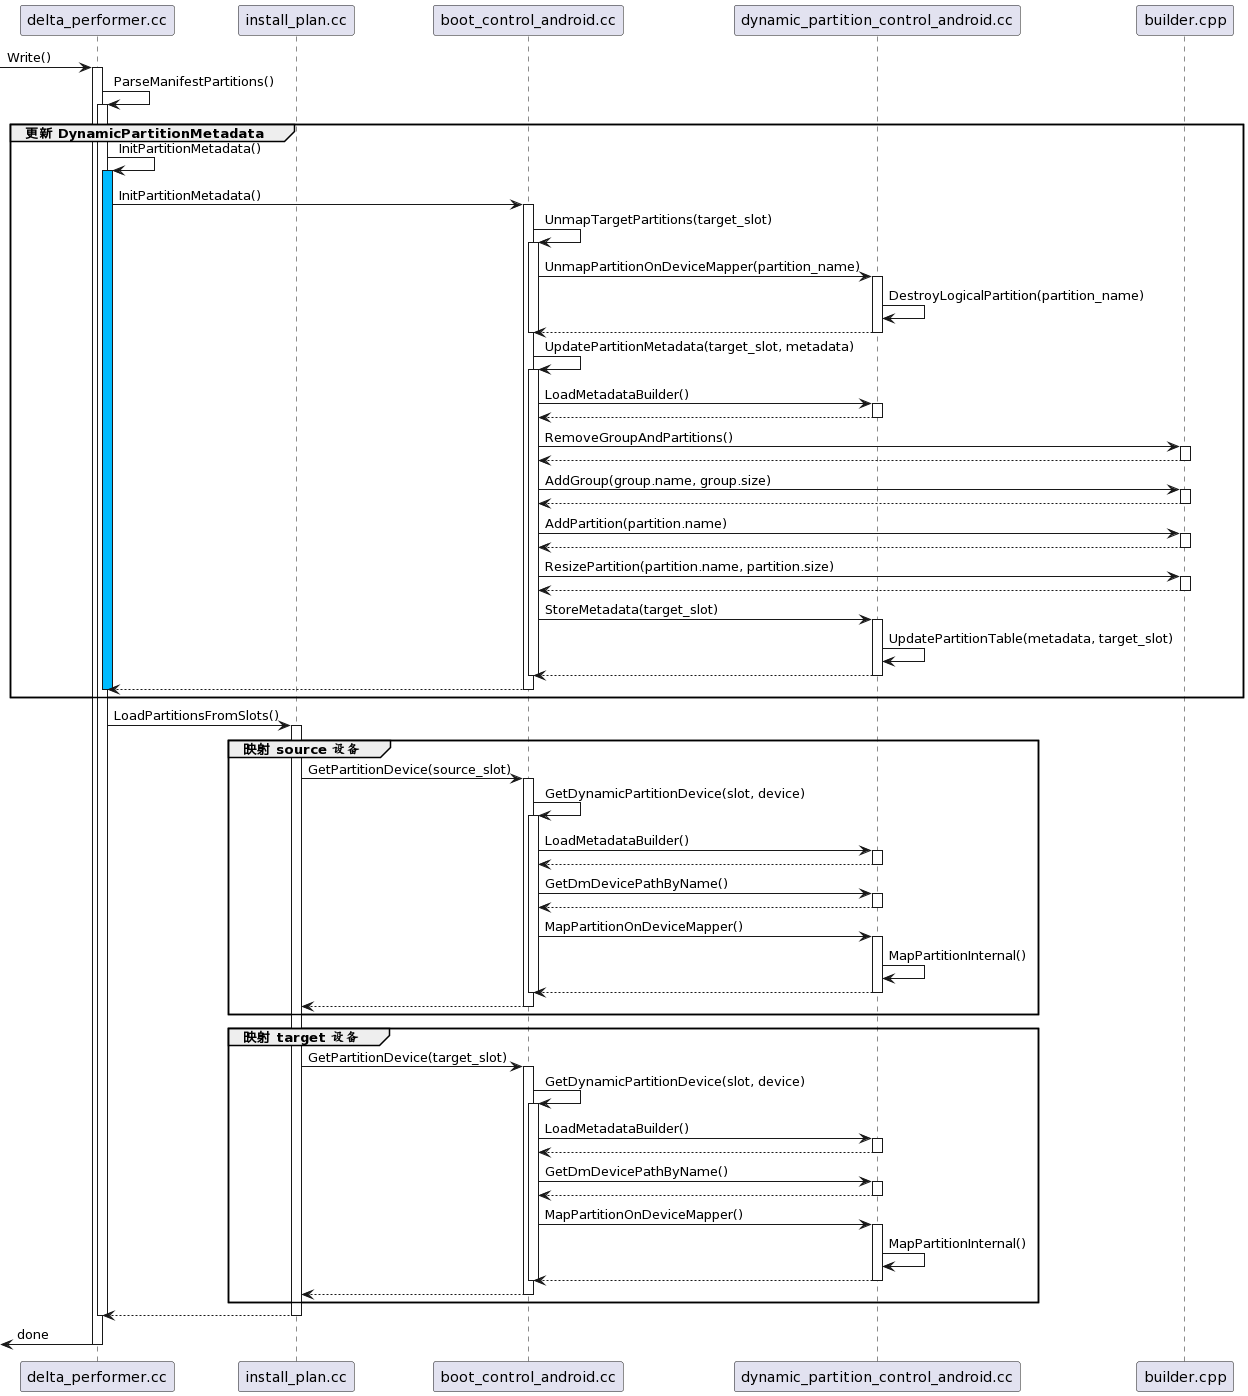 delta_performer.cc
install_plan.cc
boot_control_android.cc
dynamic_partition_control_android.cc
builder.cpp
Write()
ParseManifestPartitions()
更新 DynamicPartitionMetadata
InitPartitionMetadata()
InitPartitionMetadata()
UnmapTargetPartitions(target_slot)
UnmapPartitionOnDeviceMapper(partition_name)
DestroyLogicalPartition(partition_name)
UpdatePartitionMetadata(target_slot, metadata)
LoadMetadataBuilder()
RemoveGroupAndPartitions()
AddGroup(group.name, group.size)
AddPartition(partition.name)
ResizePartition(partition.name, partition.size)
StoreMetadata(target_slot)
UpdatePartitionTable(metadata, target_slot)
LoadPartitionsFromSlots()
映射 source 设备
GetPartitionDevice(source_slot)
GetDynamicPartitionDevice(slot, device)
LoadMetadataBuilder()
GetDmDevicePathByName()
MapPartitionOnDeviceMapper()
MapPartitionInternal()
映射 target 设备
GetPartitionDevice(target_slot)
GetDynamicPartitionDevice(slot, device)
LoadMetadataBuilder()
GetDmDevicePathByName()
MapPartitionOnDeviceMapper()
MapPartitionInternal()
done
delta_performer.cc
install_plan.cc
boot_control_android.cc
dynamic_partition_control_android.cc
builder.cpp